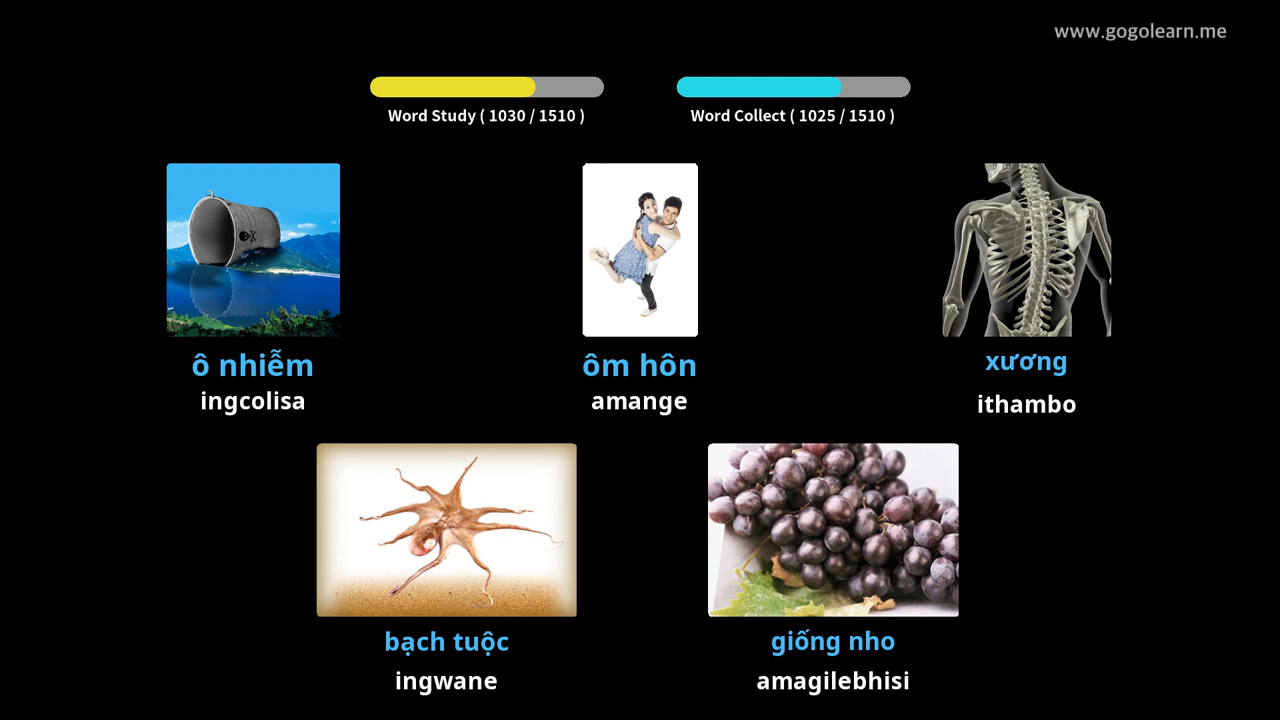 www.gogolearn.me
Word Study ( 1030 / 1510 )
Word Collect ( 1025 / 1510 )
ô nhiễm
ingcolisa
ôm hôn
amange
xương
ithambo
bạch tuộc
ingwane
giống nho
amagilebhisi